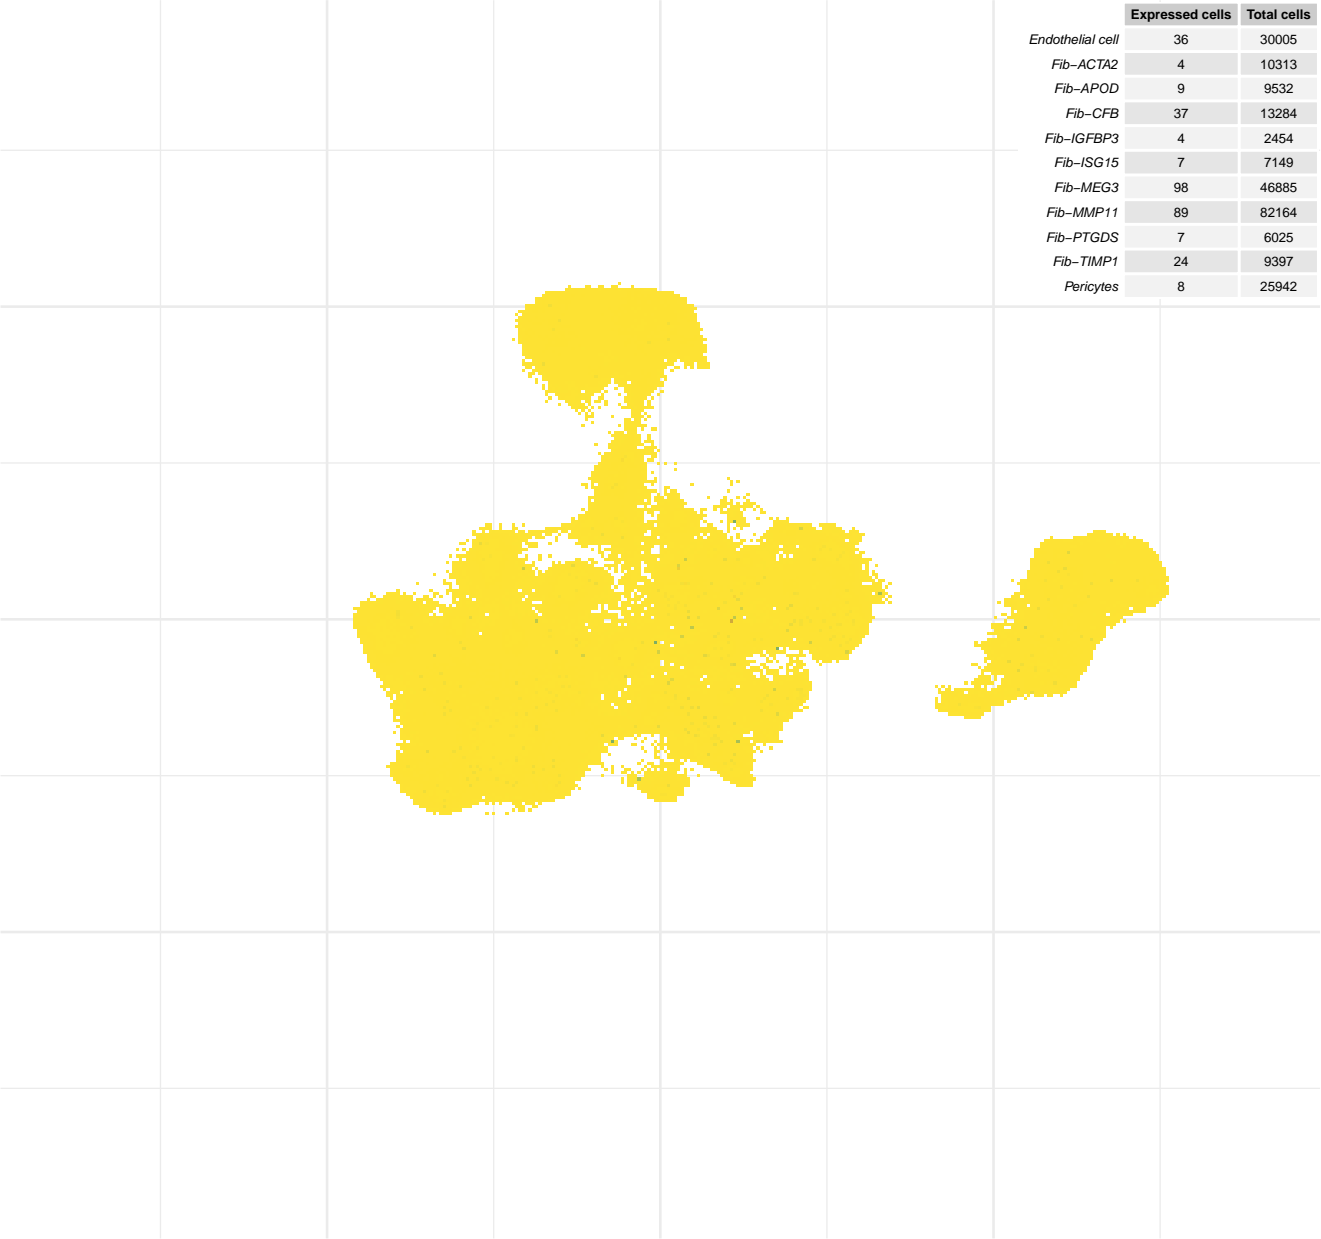 Expressed cells Total cells
Endothelial cell 36 30005
Fib−ACTA2 4 10313
Fib−APOD 9 9532
Fib−CFB 37 13284
Fib−IGFBP3 4 2454
Fib−ISG15 7 7149
Fib−MEG3 98 46885
Fib−MMP11 89 82164
Fib−PTGDS 7 6025
Fib−TIMP1 24 9397
Pericytes 8 25942